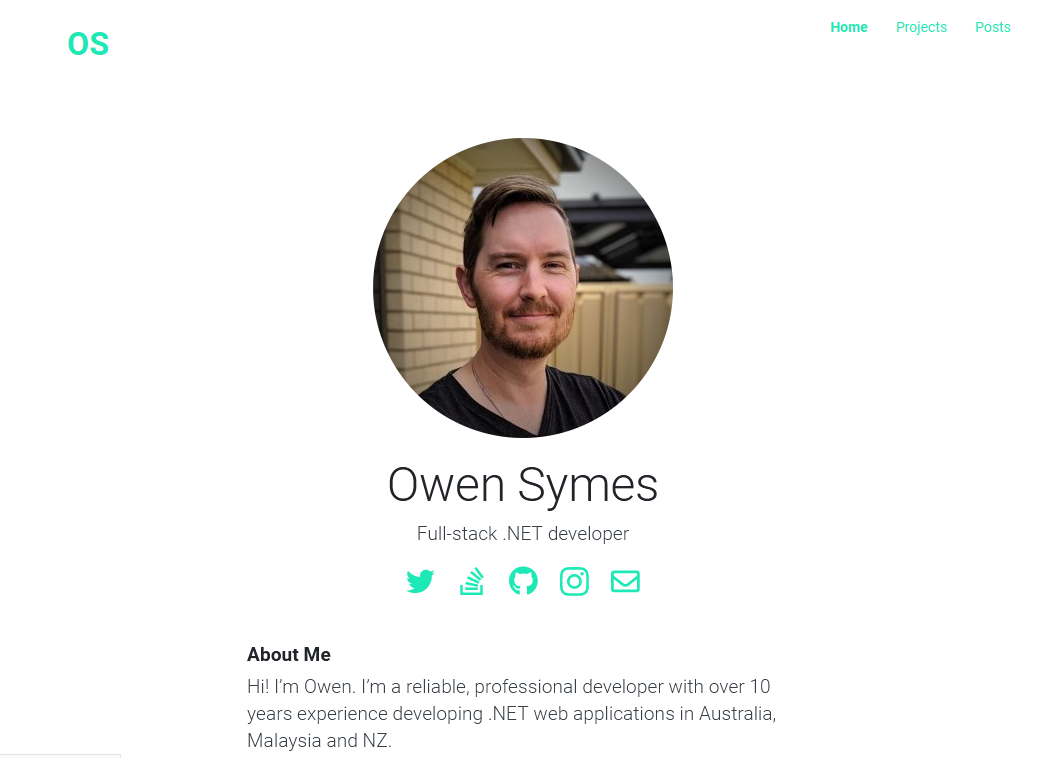 OS
Home Projects Posts
Owen Symes
Full-stack .NET developer
About Me
Hi! I’m Owen. I’m a reliable, professional developer with over 10
years experience developing .NET web applications in Australia,
Malaysia and NZ.